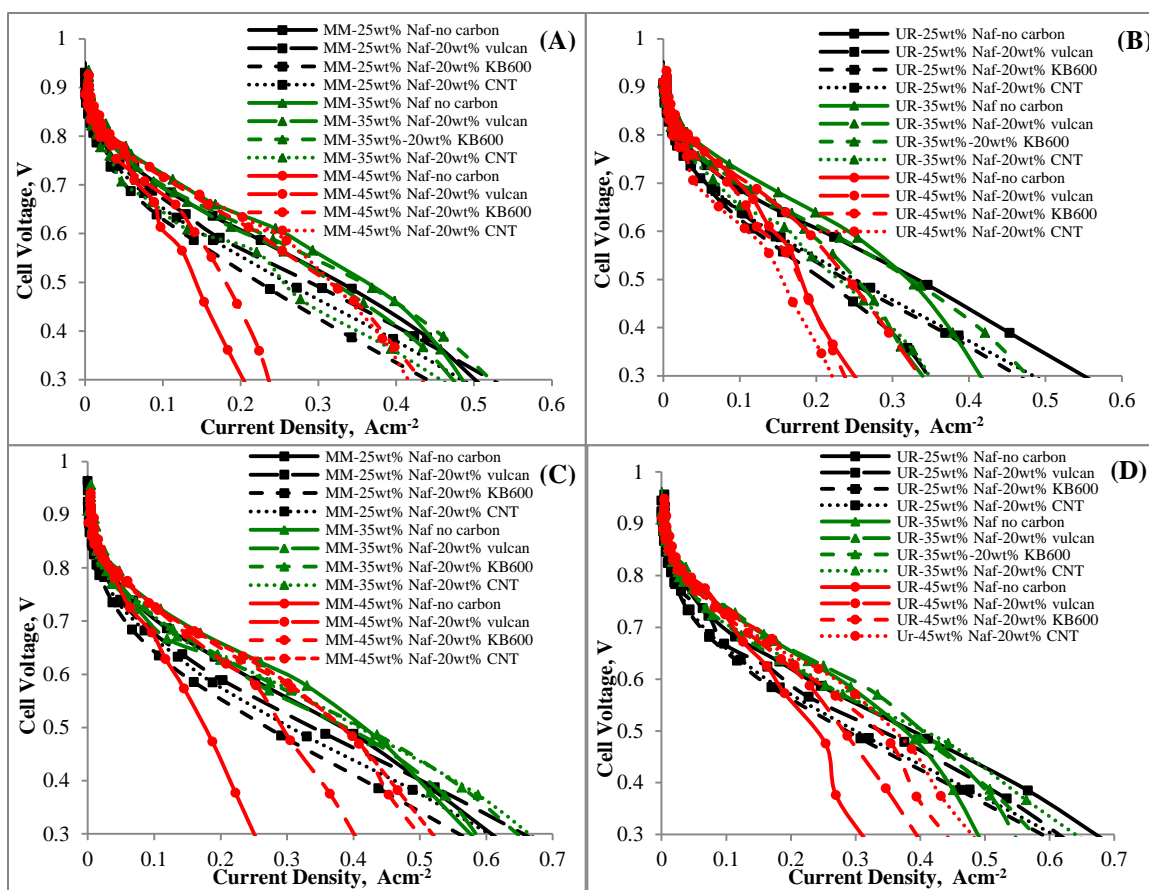 (A)
MM-25wt% Naf-no carbon
MM-25wt% Naf-20wt% vulcan
MM-25wt% Naf-20wt% KB600
MM-25wt% Naf-20wt% CNT
MM-35wt% Naf no carbon
MM-35wt% Naf-20wt% vulcan
MM-35wt%-20wt% KB600
MM-35wt% Naf-20wt% CNT
MM-45wt% Naf-no carbon
MM-45wt% Naf-20wt% vulcan
MM-45wt% Naf-20wt% KB600
MM-45wt% Naf-20wt% CNT
Cell Voltage, V
1
0.9
0.8
0.7
0.6
0.5
0.4
0.3
0 0.1 0.2 0.3 0.4 0.5 0.6
Current Density, Acm-2
(B)
UR-25wt% Naf-no carbon
UR-25wt% Naf-20wt% vulcan
UR-25wt% Naf-20wt% KB600
UR-25wt% Naf-20wt% CNT
UR-35wt% Naf no carbon
UR-35wt% Naf-20wt% vulcan
UR-35wt%-20wt% KB600
UR-35wt% Naf-20wt% CNT
UR-45wt% Naf-no carbon
UR-45wt% Naf-20wt% vulcan
UR-45wt% Naf-20wt% KB600
UR-45wt% Naf-20wt% CNT
Cell Voltage, V
1
0.9
0.8
0.7
0.6
0.5
0.4
0.3
0 0.1 0.2 0.3 0.4 0.5 0.6
Current Density, Acm-2
(C)
MM-25wt% Naf-no carbon
MM-25wt% Naf-20wt% vulcan
MM-25wt% Naf-20wt% KB600
MM-25wt% Naf-20wt% CNT
MM-35wt% Naf no carbon
MM-35wt% Naf-20wt% vulcan
MM-35wt% Naf-20wt% KB600
MM-35wt% Naf-20wt% CNT
MM-45wt% Naf-no carbon
MM-45wt% Naf-20wt% vulcan
MM-45wt% Naf-20wt% KB600
MM-45wt% Naf-20wt% CNT
Cell Voltage, V
1
0.9
0.8
0.7
0.6
0.5
0.4
0.3
0 0.1 0.2 0.3 0.4 0.5 0.6 0.7
Current Density, Acm-2
(D)
UR-25wt% Naf-no carbon
UR-25wt% Naf-20wt% vulcan
UR-25wt% Naf-20wt% KB600
UR-25wt% Naf-20wt% CNT
UR-35wt% Naf no carbon
UR-35wt% Naf-20wt% vulcan
UR-35wt%-20wt% KB600
UR-35wt% Naf-20wt% CNT
UR-45wt% Naf-no carbon
UR-45wt% Naf-20wt% vulcan
UR-45wt% Naf-20wt% KB600
Ur-45wt% Naf-20wt% CNT
Cell Voltage, V
1
0.9
0.8
0.7
0.6
0.5
0.4
0.3
0 0.1 0.2 0.3 0.4 0.5 0.6 0.7
Current Density, Acm-2